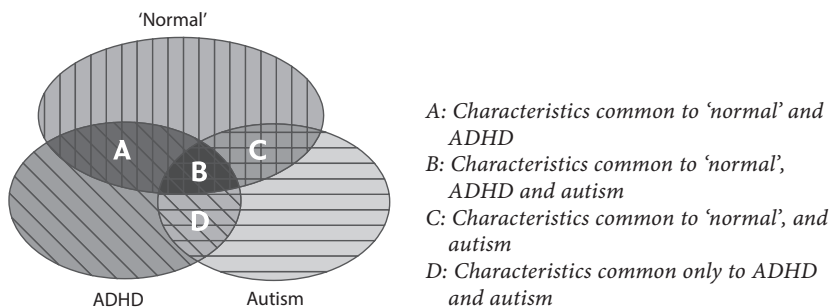 ‘Normal’
A
B
C
D
ADHD
Autism
A: Characteristics common to ‘normal’ and
ADHD
B: Characteristics common to ‘normal’,
ADHD and autism
C: Characteristics common to ‘normal’, and
autism
D: Characteristics common only to ADHD
and autism